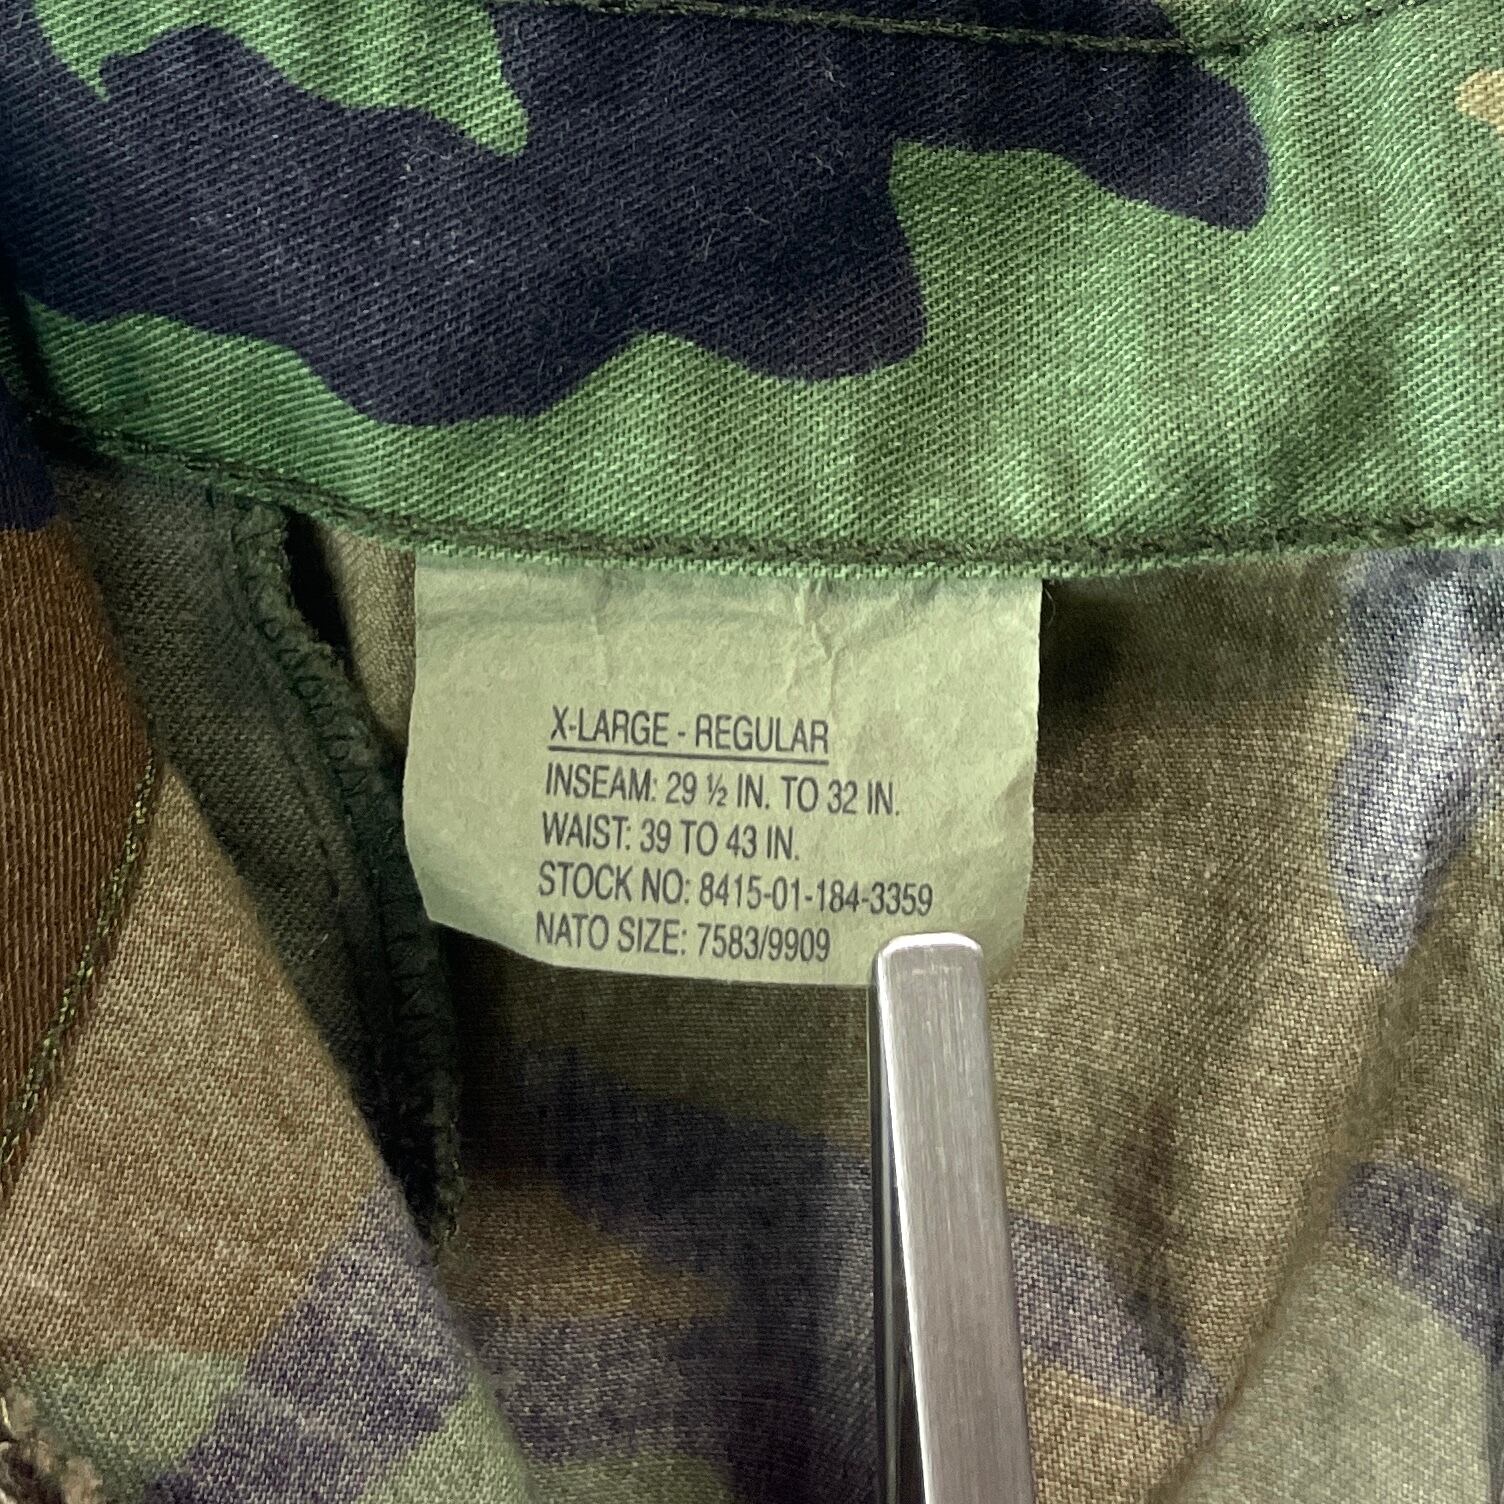 X-LARGE - REGULAR
INSEAM: 29 ½ IN. TO 32 IN.
WAIST: 39 TO 43 IN.
STOCK NO: 8415-01-184-3359
NATO SIZE: 7583/9909